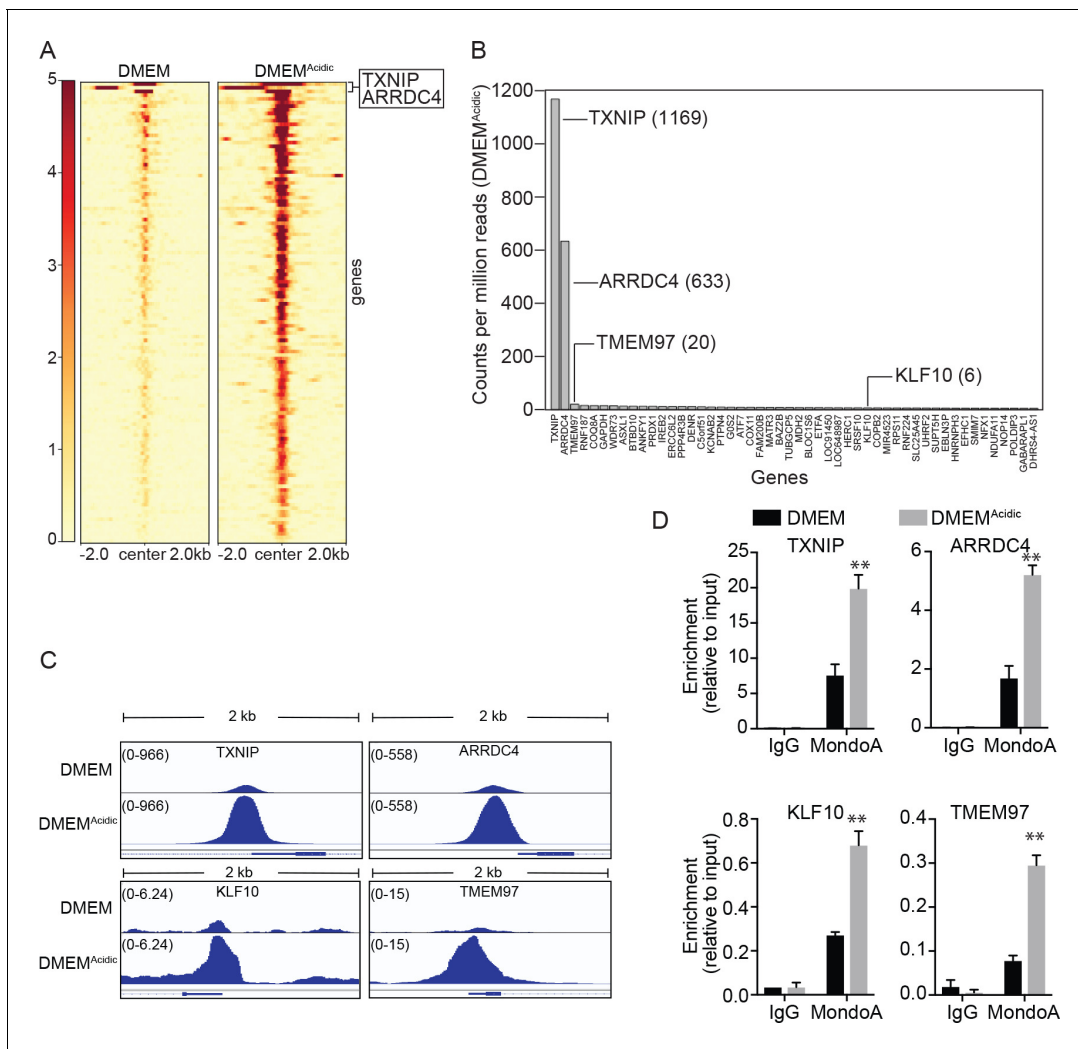 A
DMEM
DMEM^Acidic
TXNIP
ARRDC4
5
4
3
2
1
0
genes
-2.0 center 2.0kb
-2.0 center 2.0kb
B
Counts per million reads (DMEM^Acidic)
1200
1000
800
600
400
200
0
TXNIP (1169)
ARRDC4 (633)
TMEM97 (20)
KLF10 (6)
TXNIP
ARRDC4
TMEM97
RNF187
COQ8A
GAPDH
WDR73
ASXL1
BTBD10
ANKFY1
PRDX1
IREB2
ERCC6L2
PPP4R3B
DENR
C5orf51
KCNAB2
PTPN4
G0S2
ATF7
COX11
FAM200B
MATR3
BAZ2B
TUBGCP5
MDH2
BLOC1S6
ETFA
LOC91450
LOC648987
HERC1
SRSF10
KLF10
COPB2
MIR4523
RPS11
RNF224
SLC25A45
UHRF2
SUPT5H
EBLN3P
HNRNPH3
EFHC1
SMIM7
NFX1
NDUFA11
NOP14
POLDIP3
GABARAPL1
DHRS4-AS1
Genes
C
2 kb
2 kb
DMEM
(0-966)
TXNIP
(0-558)
ARRDC4
DMEM^Acidic
(0-966)
(0-558)
2 kb
2 kb
DMEM
(0-6.24)
KLF10
(0-15)
TMEM97
DMEM^Acidic
(0-6.24)
(0-15)
D
DMEM
DMEM^Acidic
TXNIP
Enrichment
(relative to input)
25
20
15
10
5
0
**
IgG MondoA
ARRDC4
6
4
2
0
**
IgG MondoA
KLF10
Enrichment
(relative to input)
0.8
0.6
0.4
0.2
0.0
**
IgG MondoA
TMEM97
0.4
0.3
0.2
0.1
0.0
**
IgG MondoA